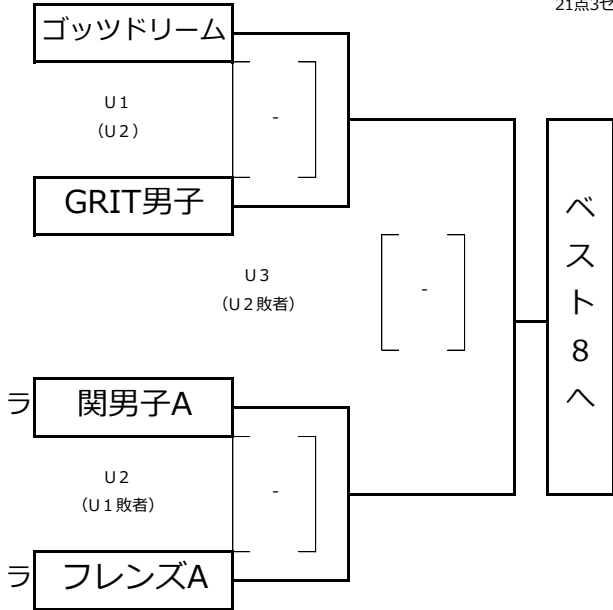 21点3セ
ゴッツドリーム
U1
(U2)
-
GRIT男子
U3
(U2敗者)
-
ベスト8へ
ラ 関男子A
U2
(U1敗者)
-
ラ フレンズA